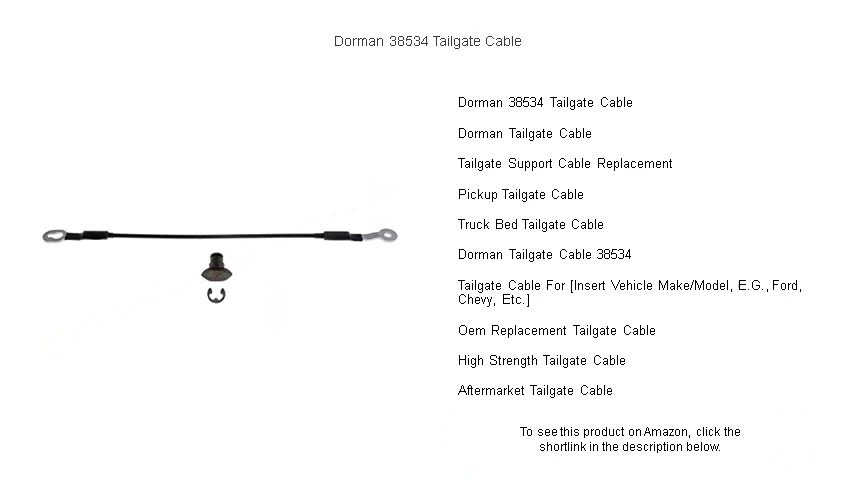 Dorman 38534 Tailgate Cable
Dorman 38534 Tailgate Cable
Dorman Tailgate Cable
Tailgate Support Cable Replacement
Pickup Tailgate Cable
Truck Bed Tailgate Cable
Dorman Tailgate Cable 38534
Tailgate Cable For [Insert Vehicle Make/Model, E.G., Ford,
Chevy, Etc.]
Oem Replacement Tailgate Cable
High Strength Tailgate Cable
Aftermarket Tailgate Cable
To see this product on Amazon, click the
shortlink in the description below.